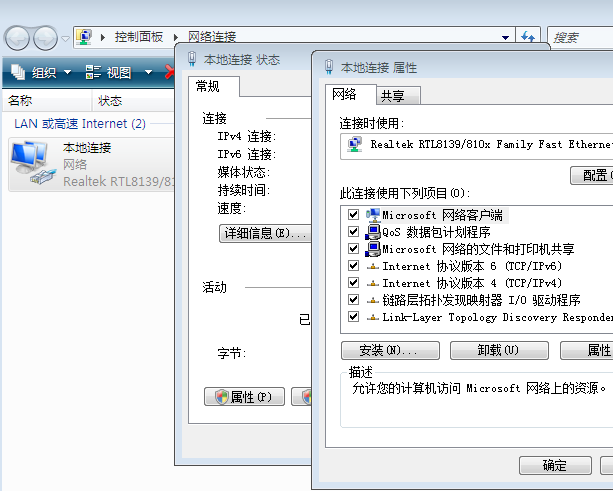 控制面板 网络连接
搜索
组织 视图
名称 状态
LAN 或高速 Internet (2)
本地连接
网络
Realtek RTL8139/81
本地连接 状态
常规
连接
IPv4 连接:
IPv6 连接:
媒体状态:
持续时间:
速度:
详细信息(E)...
活动
已
字节:
属性(P)
本地连接 属性
网络 共享
连接时使用:
Realtek RTL8139/810x Family Fast Etherne
配置(
此连接使用下列项目(O):
Microsoft 网络客户端
QoS 数据包计划程序
Microsoft 网络的文件和打印机共享
Internet 协议版本 6 (TCP/IPv6)
Internet 协议版本 4 (TCP/IPv4)
链路层拓扑发现映射器 I/O 驱动程序
Link-Layer Topology Discovery Responde
安装(N)... 卸载(U) 属性
描述
允许您的计算机访问 Microsoft 网络上的资源。
确定